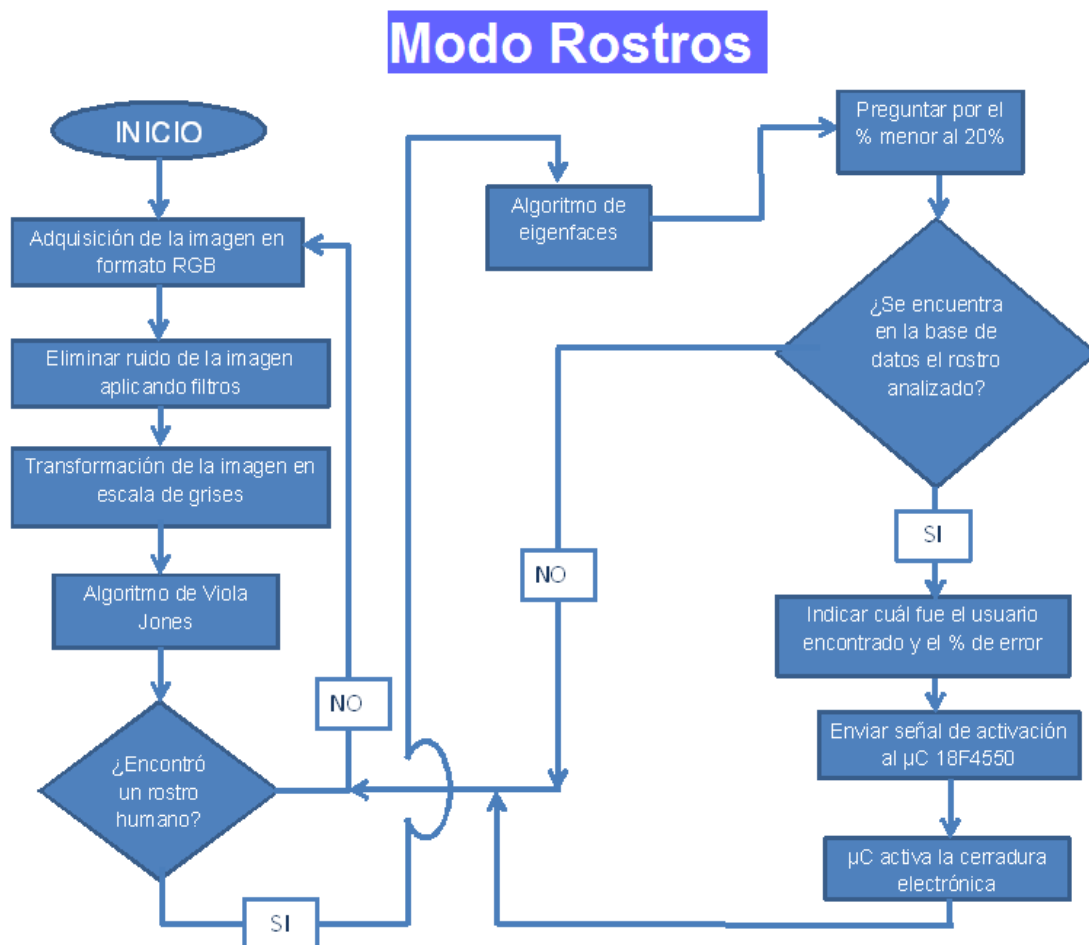 Modo Rostros
INICIO
Adquisición de la imagen en
formato RGB
Eliminar ruido de la imagen
aplicando filtros
Transformación de la imagen en
escala de grises
Algoritmo de Viola
Jones
¿Encontró
un rostro
humano?
NO
SI
Algoritmo de
eigenfaces
Preguntar por el
% menor al 20%
¿Se encuentra
en la base de
datos el rostro
analizado?
NO
SI
Indicar cuál fue el usuario
encontrado y el % de error
Enviar señal de activación
al µC 18F4550
µC activa la cerradura
electrónica